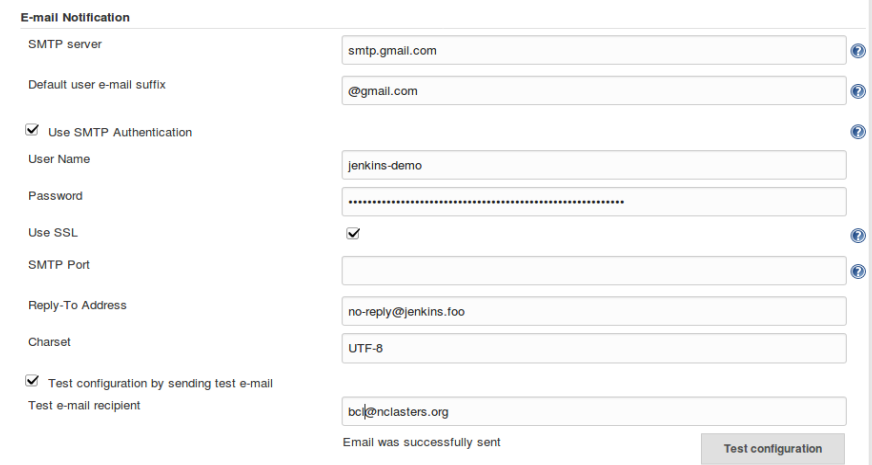 E-mail Notification
SMTP server
smtp.gmail.com
Default user e-mail suffix
@gmail.com
Use SMTP Authentication
User Name
jenkins-demo
Password
••••••••••••••••••••••••••••••••••••••••••••••••••••••••••
Use SSL
SMTP Port
Reply-To Address
no-reply@jenkins.foo
Charset
UTF-8
Test configuration by sending test e-mail
Test e-mail recipient
bcl@nclasters.org
Email was successfully sent
Test configuration